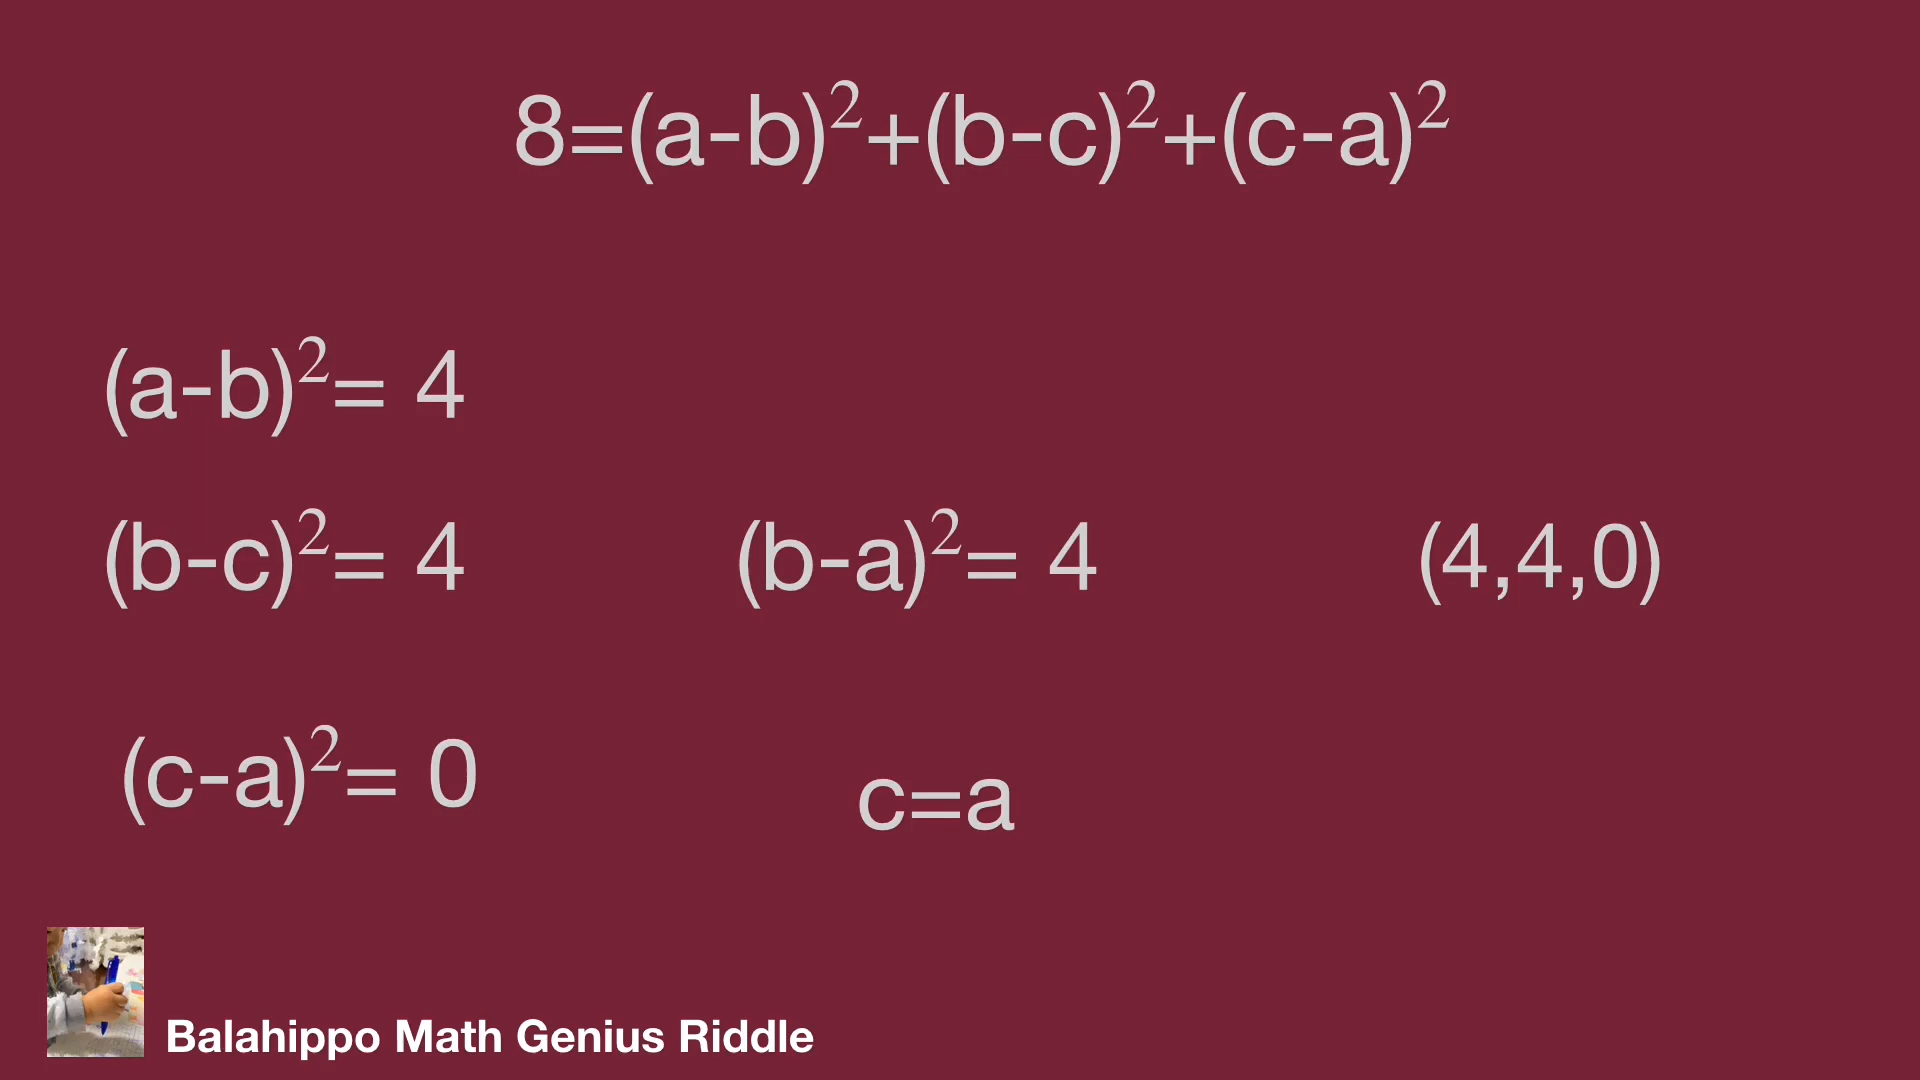 8=(a-b)²+(b-c)²+(c-a)²
(a-b)²= 4
(b-c)²= 4 (b-a)²= 4 (4,4,0)
(c-a)²= 0 c=a
Balahippo Math Genius Riddle